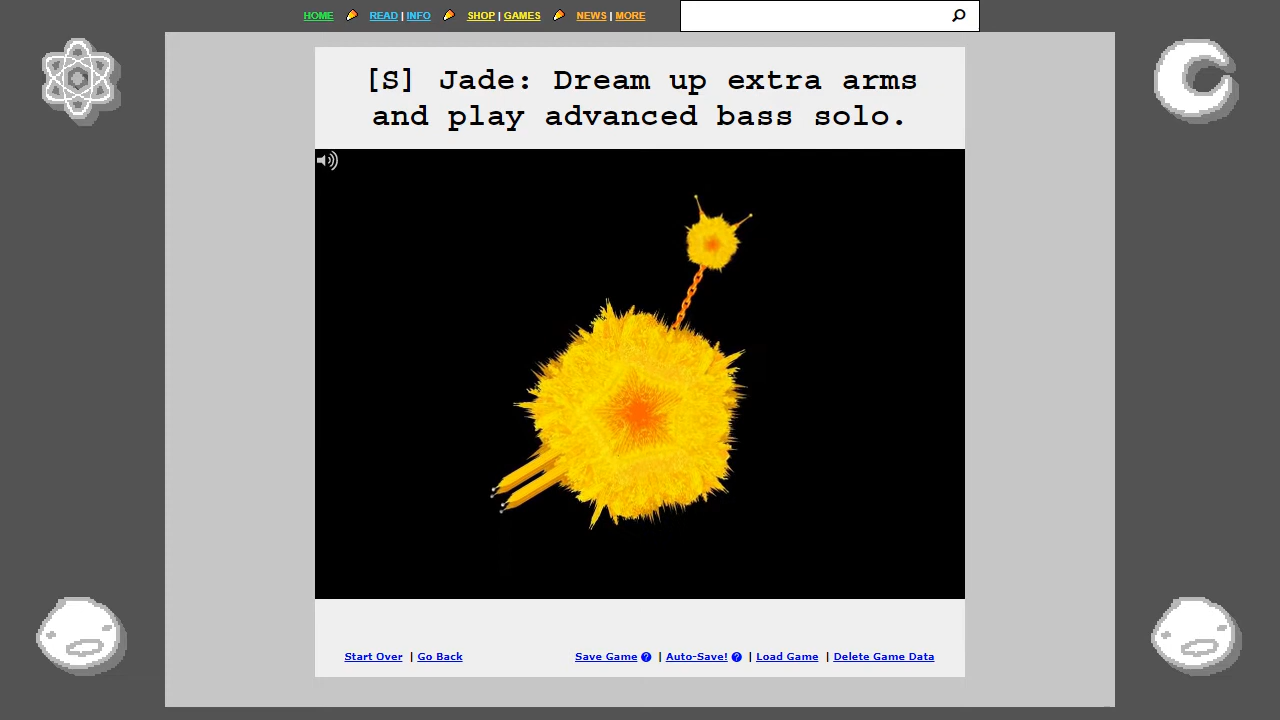 HOME READ | INFO SHOP | GAMES NEWS | MORE
[S] Jade: Dream up extra arms
and play advanced bass solo.
Start Over | Go Back Save Game ? | Auto-Save! ? | Load Game | Delete Game Data